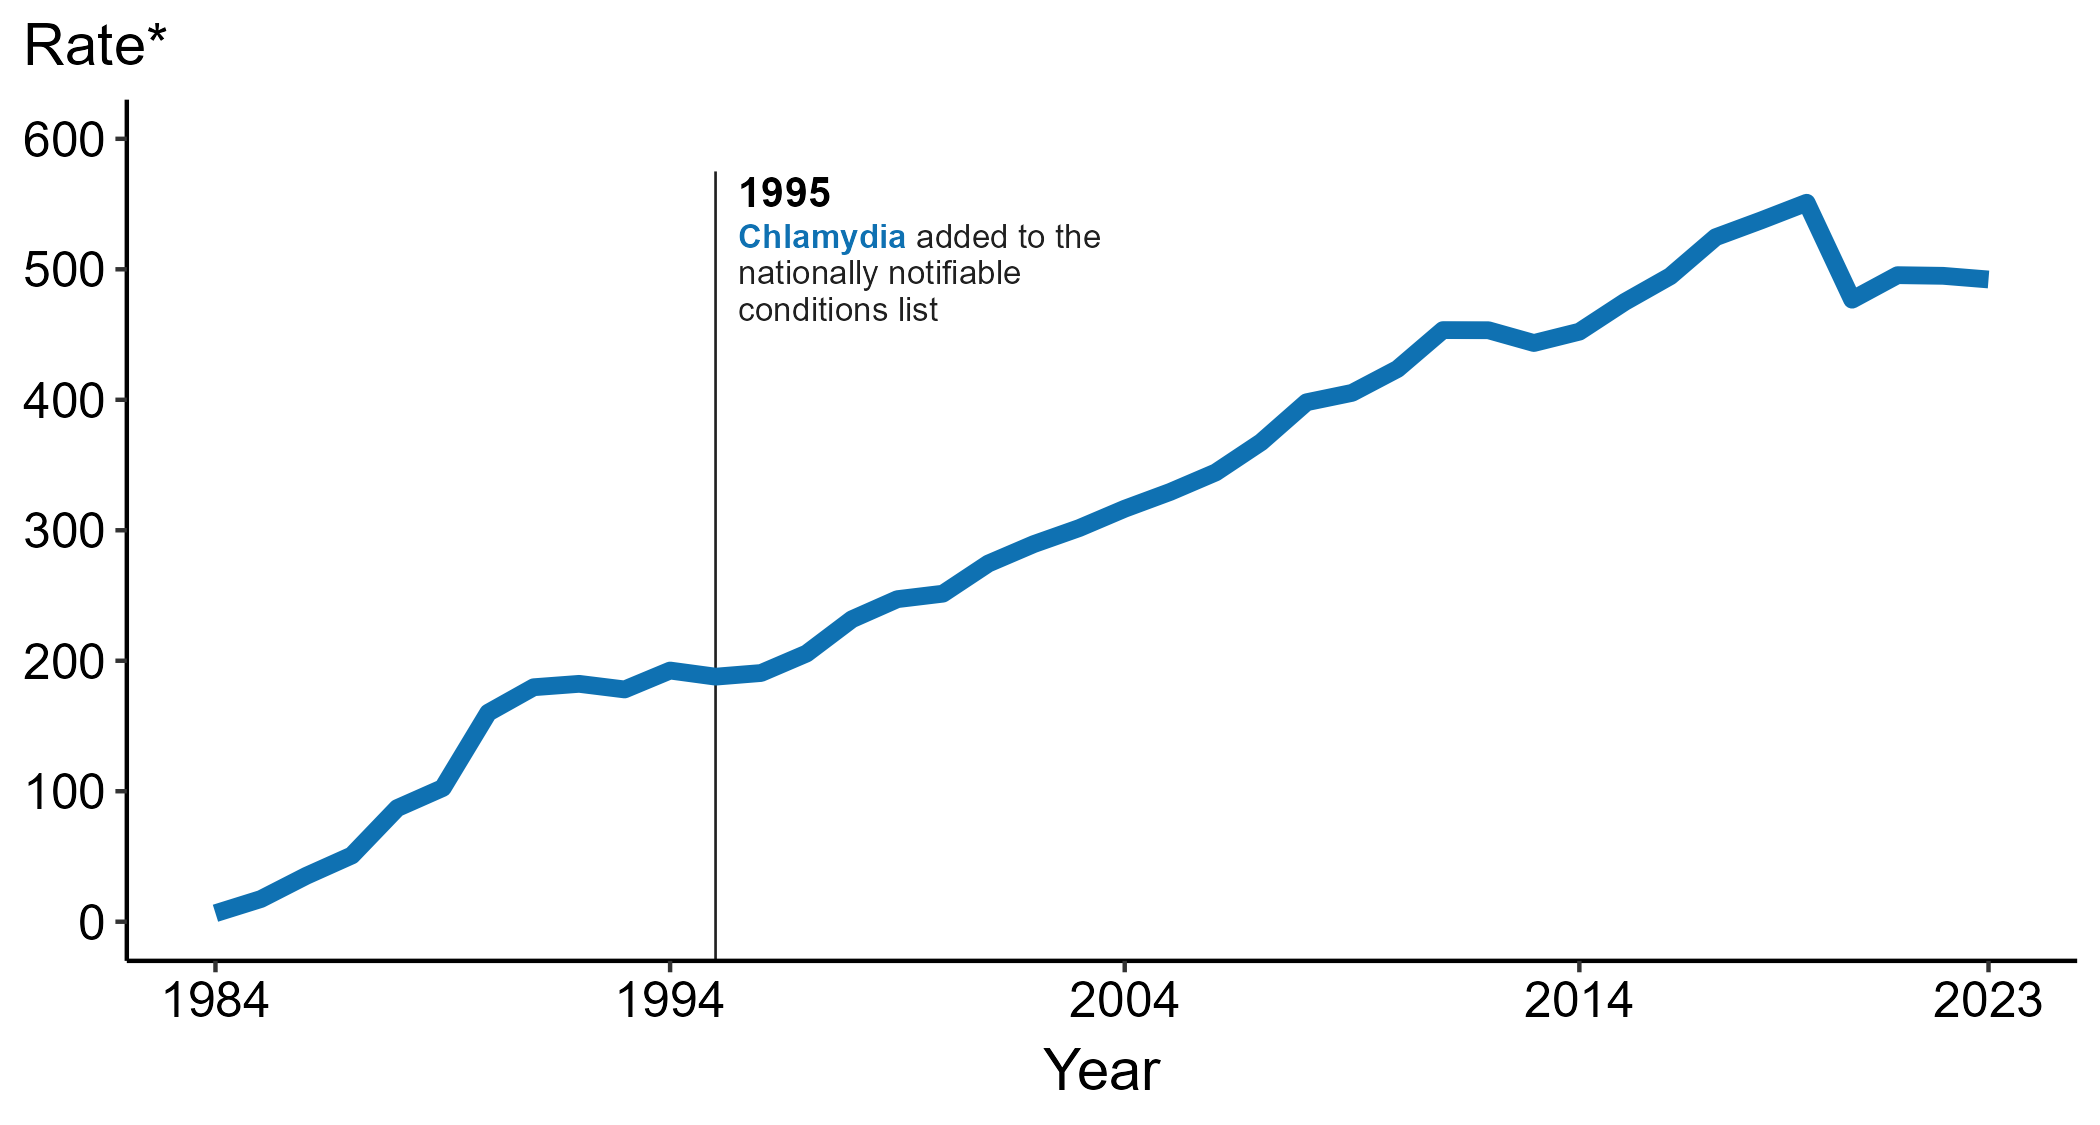 Rate*
600
500
400
300
200
100
0
1995
Chlamydia added to the
nationally notifiable
conditions list
1984 1994 2004 2014 2023
Year